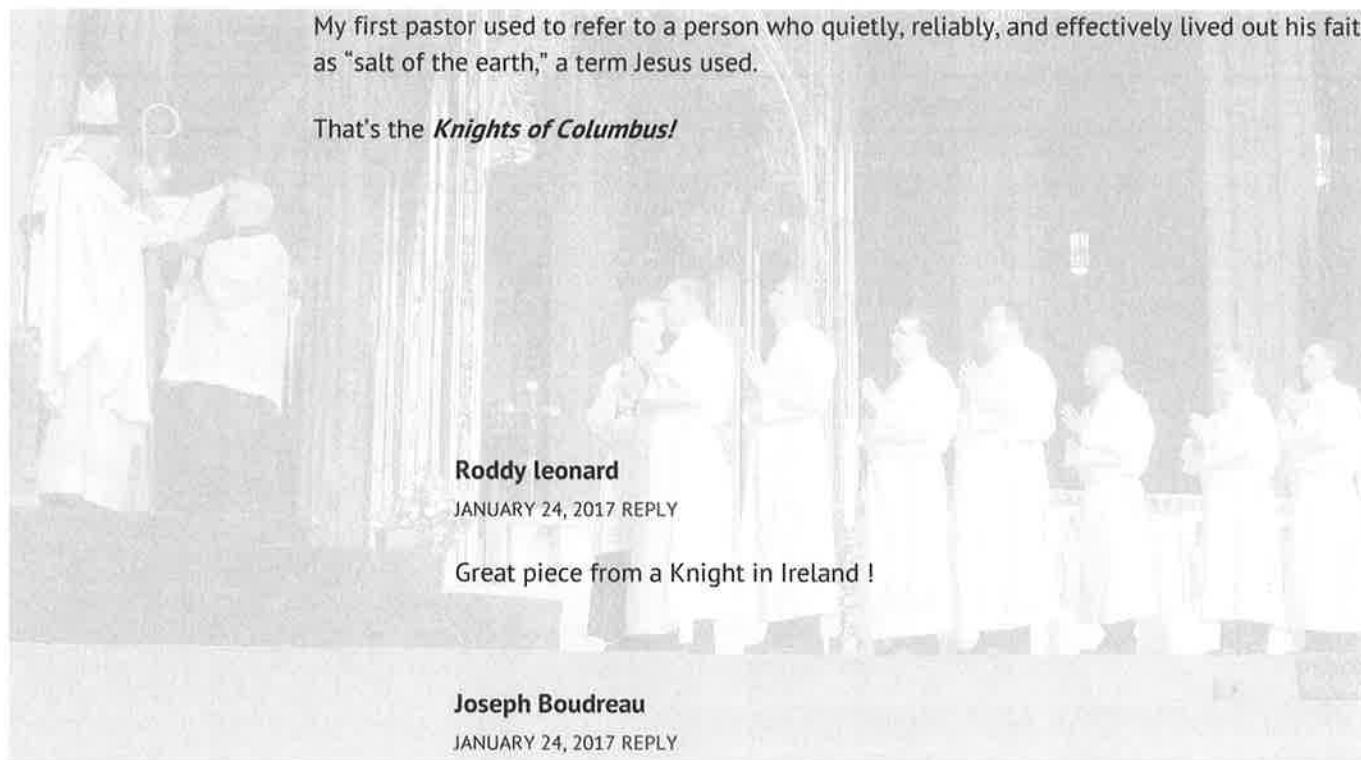 My first pastor used to refer to a person who quietly, reliably, and effectively lived out his fait
as “salt of the earth,” a term Jesus used.
That's the Knights of Columbus!
Roddy leonard
JANUARY 24, 2017 REPLY
Great piece from a Knight in Ireland !
Joseph Boudreau
JANUARY 24, 2017 REPLY